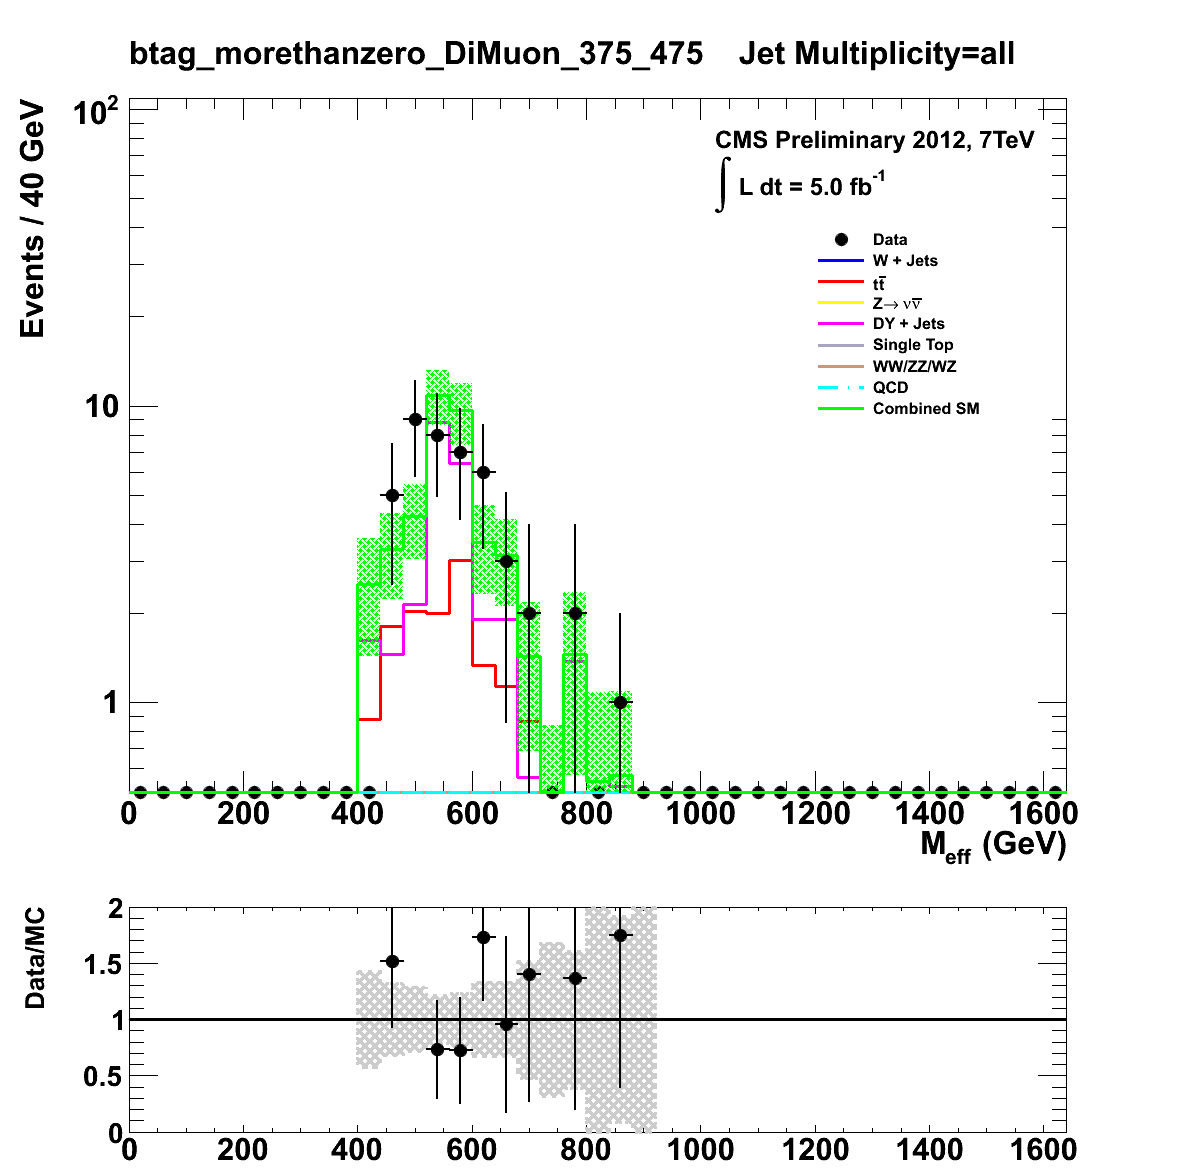 btag_morethanzero_DiMuon_375_475 Jet Multiplicity=all
Events / 40 GeV
10²
10
1
CMS Preliminary 2012, 7TeV
∫ L dt = 5.0 fb⁻¹
Data
W + Jets
tt̅
Z→ νν̅
DY + Jets
Single Top
WW/ZZ/WZ
QCD
Combined SM
0 200 400 600 800 1000 1200 1400 1600
M_eff (GeV)
Data/MC
2
1.5
1
0.5
0
0 200 400 600 800 1000 1200 1400 1600